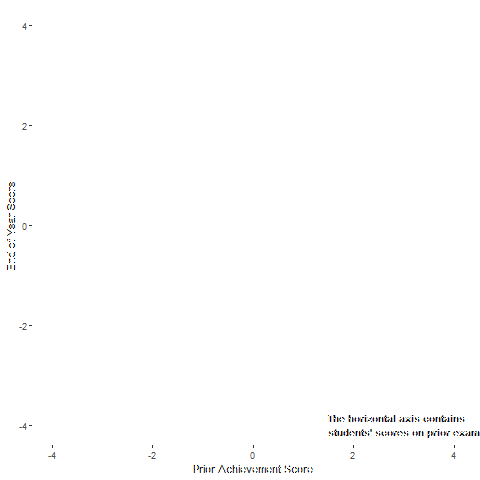 4
2
0
-2
-4
End of Year Score
The horizontal axis contains
students' scores on prior exam
-4
-2
0
2
4
Prior Achievement Score